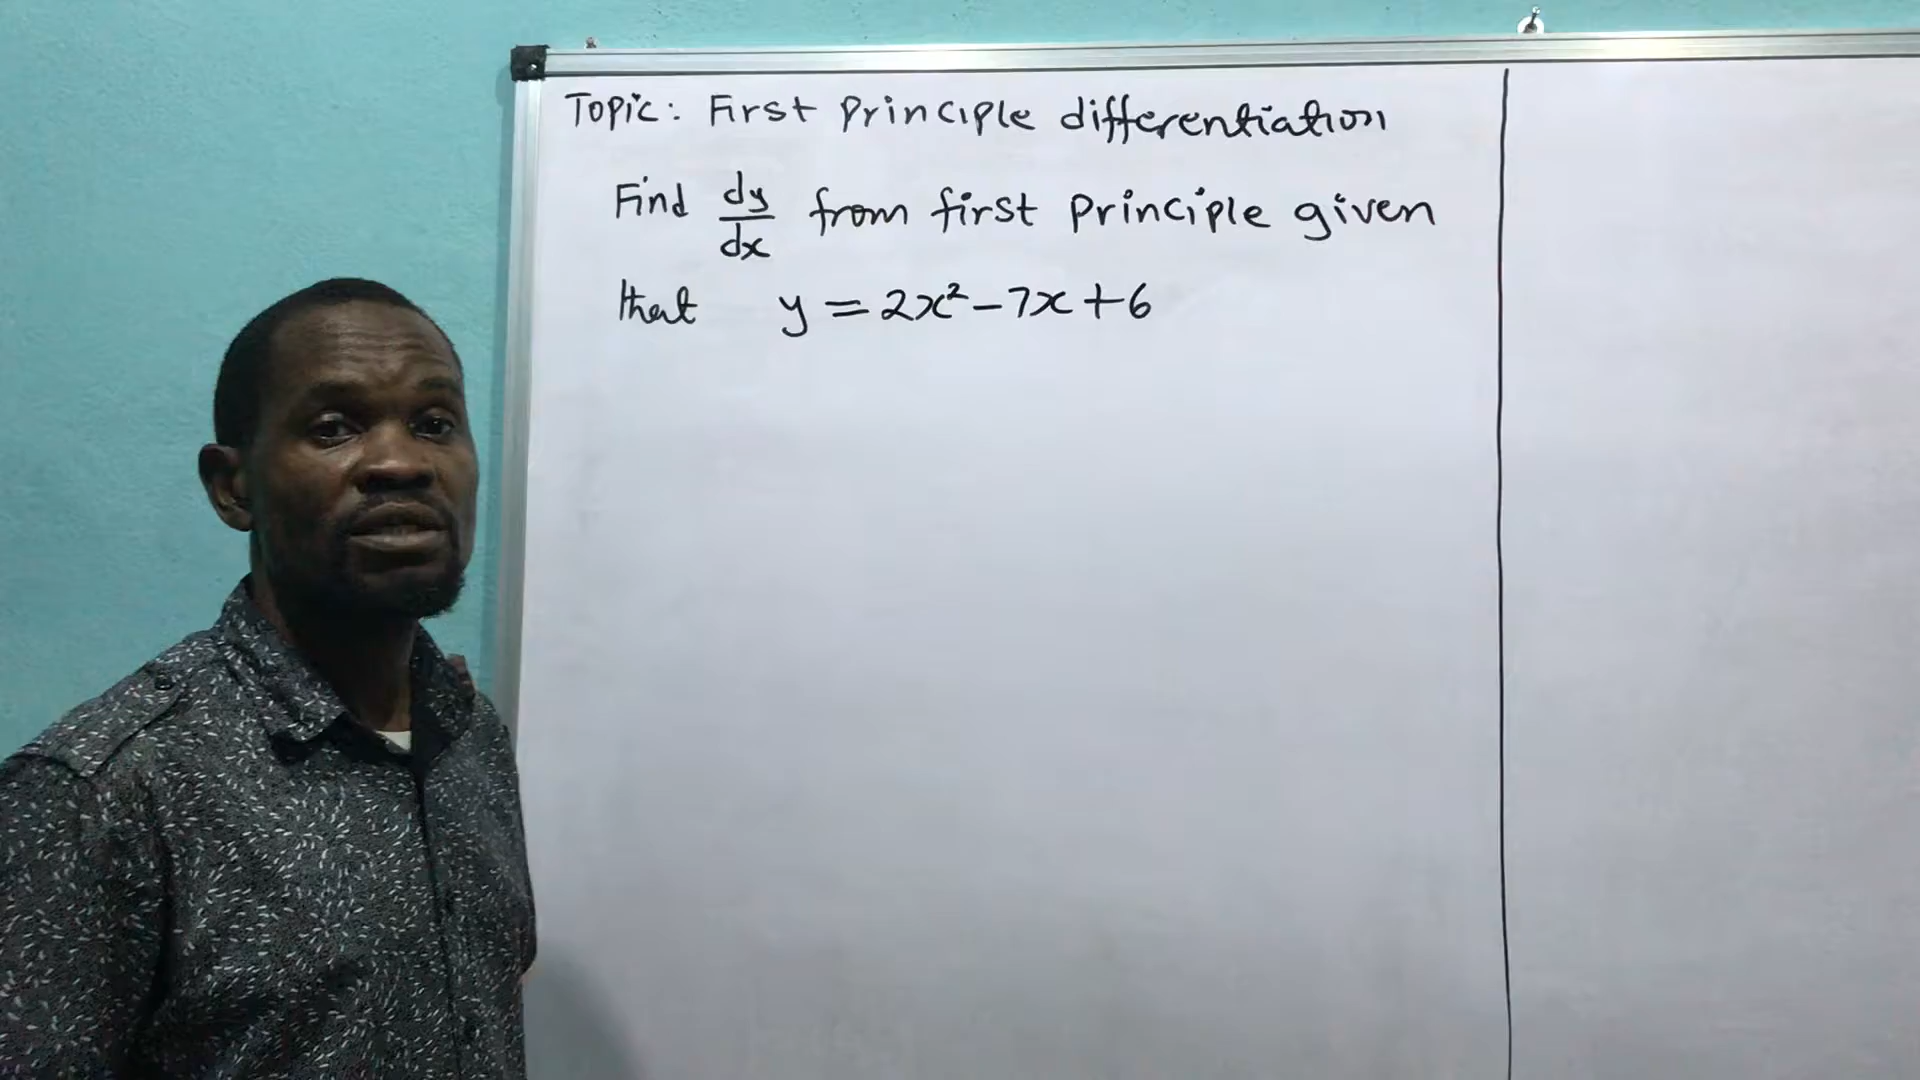 Topic: First principle differentiation
Find dy/dx from first principle given
that y = 2x² - 7x + 6